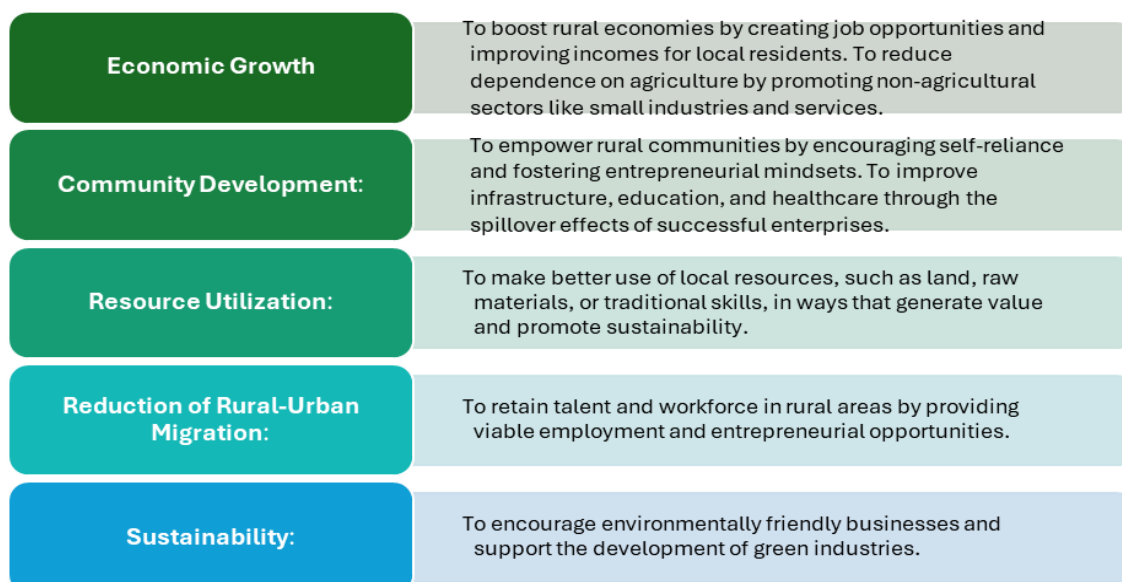 Economic Growth
To boost rural economies by creating job opportunities and
improving incomes for local residents. To reduce
dependence on agriculture by promoting non-agricultural
sectors like small industries and services.
Community Development:
To empower rural communities by encouraging self-reliance
and fostering entrepreneurial mindsets. To improve
infrastructure, education, and healthcare through the
spillover effects of successful enterprises.
Resource Utilization:
To make better use of local resources, such as land, raw
materials, or traditional skills, in ways that generate value
and promote sustainability.
Reduction of Rural-Urban
Migration:
To retain talent and workforce in rural areas by providing
viable employment and entrepreneurial opportunities.
Sustainability:
To encourage environmentally friendly businesses and
support the development of green industries.